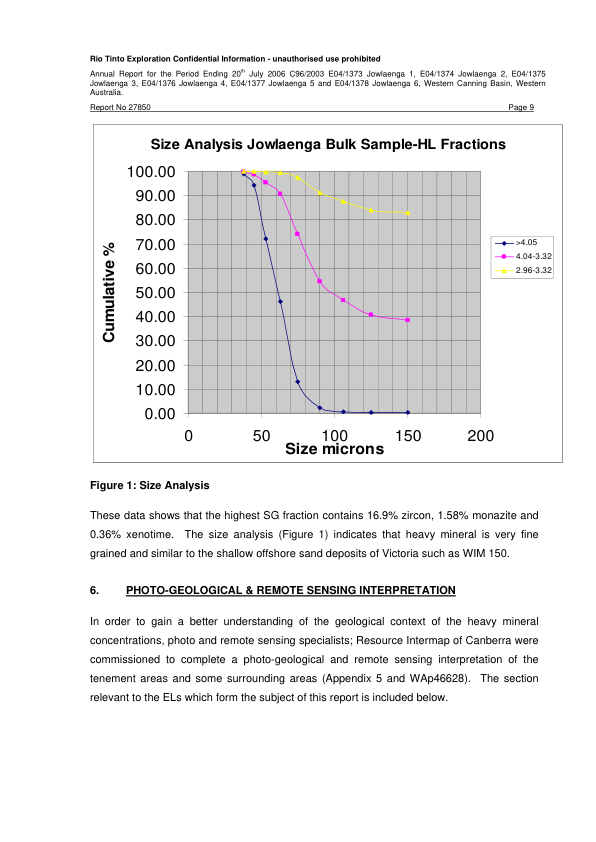 Rio Tinto Exploration Confidential Information - unauthorised use prohibited
Annual Report for the Period Ending 20th July 2006 C96/2003 E04/1373 Jowlaenga 1, E04/1374 Jowlaenga 2, E04/1375
Jowlaenga 3, E04/1376 Jowlaenga 4, E04/1377 Jowlaenga 5 and E04/1378 Jowlaenga 6, Western Canning Basin, Western
Australia.
Report No 27850 Page 9
Size Analysis Jowlaenga Bulk Sample-HL Fractions
100.00
90.00
80.00
70.00
60.00
50.00
40.00
30.00
20.00
10.00
0.00
Cumulative %
0 50 100 150 200
Size microns
>4.05
4.04-3.32
2.96-3.32
Figure 1: Size Analysis
These data shows that the highest SG fraction contains 16.9% zircon, 1.58% monazite and
0.36% xenotime. The size analysis (Figure 1) indicates that heavy mineral is very fine
grained and similar to the shallow offshore sand deposits of Victoria such as WIM 150.
6. PHOTO-GEOLOGICAL & REMOTE SENSING INTERPRETATION
In order to gain a better understanding of the geological context of the heavy mineral
concentrations, photo and remote sensing specialists; Resource Intermap of Canberra were
commissioned to complete a photo-geological and remote sensing interpretation of the
tenement areas and some surrounding areas (Appendix 5 and WAp46628). The section
relevant to the ELs which form the subject of this report is included below.